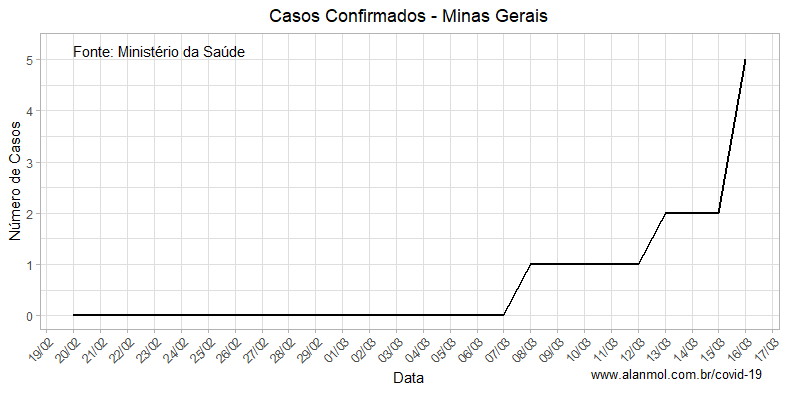 Casos Confirmados - Minas Gerais
Fonte: Ministério da Saúde
Número de Casos
5
4
3
2
1
0
19/02 20/02 21/02 22/02 23/02 24/02 25/02 26/02 27/02 28/02 29/02 01/03 02/03 03/03 04/03 05/03 06/03 07/03 08/03 09/03 10/03 11/03 12/03 13/03 14/03 15/03 16/03 17/03
Data
www.alanmol.com.br/covid-19